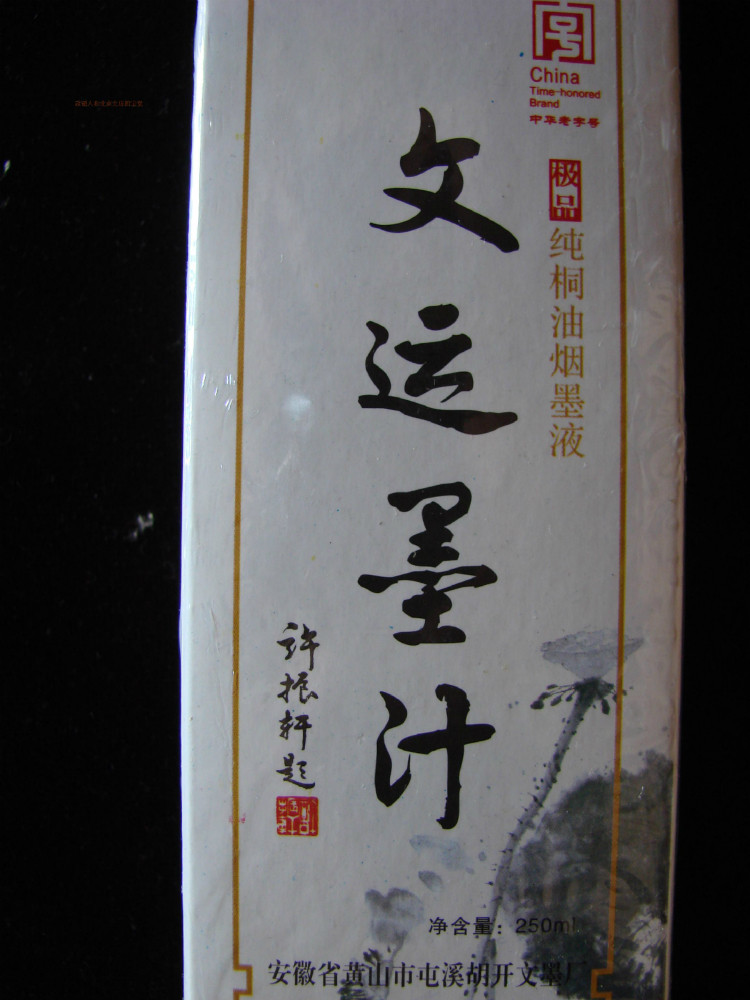 China
Time-honored
Brand
中华老字号
极品
纯桐油烟墨液
文运墨汁
许振轩题
净含量：250ml
安徽省黄山市屯溪胡开文墨厂